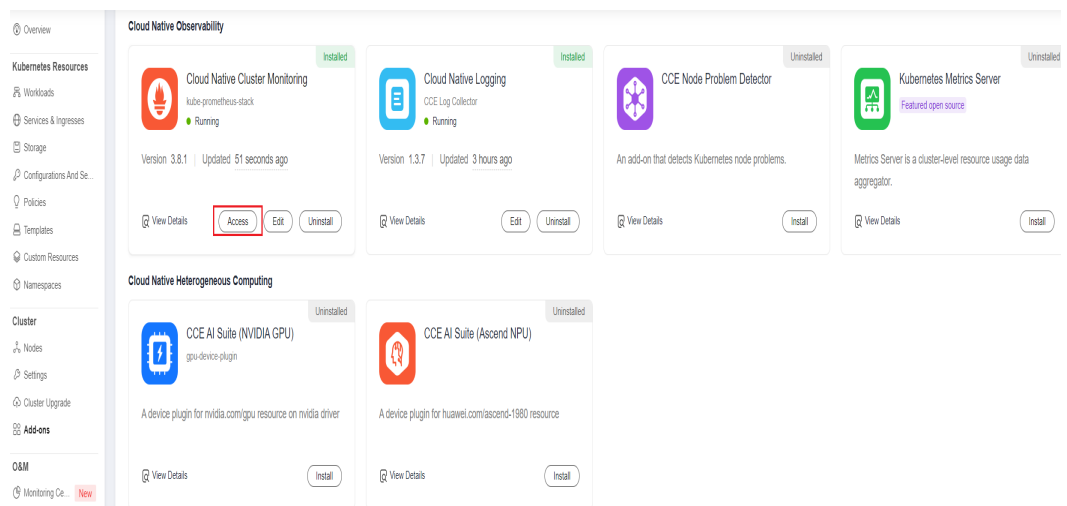 Overview
Kubernetes Resources
Workloads
Services & Ingresses
Storage
Configurations And Se...
Policies
Templates
Custom Resources
Namespaces
Cluster
Nodes
Settings
Cluster Upgrade
Add-ons
O&M
Monitoring Ce... New
Cloud Native Observability
Installed
Cloud Native Cluster Monitoring
kube-prometheus-stack
Running
Version 3.8.1 | Updated 51 seconds ago
View Details Access Edit Uninstall
Installed
Cloud Native Logging
CCE Log Collector
Running
Version 1.3.7 | Updated 3 hours ago
View Details Edit Uninstall
Uninstalled
CCE Node Problem Detector
An add-on that detects Kubernetes node problems.
View Details Install
Uninstalled
Kubernetes Metrics Server
Featured open source
Metrics Server is a cluster-level resource usage data
aggregator.
View Details Install
Cloud Native Heterogeneous Computing
Uninstalled
CCE AI Suite (NVIDIA GPU)
gpu-device-plugin
A device plugin for nvidia.com/gpu resource on nvidia driver
View Details Install
Uninstalled
CCE AI Suite (Ascend NPU)
A device plugin for huawei.com/ascend-1980 resource
View Details Install